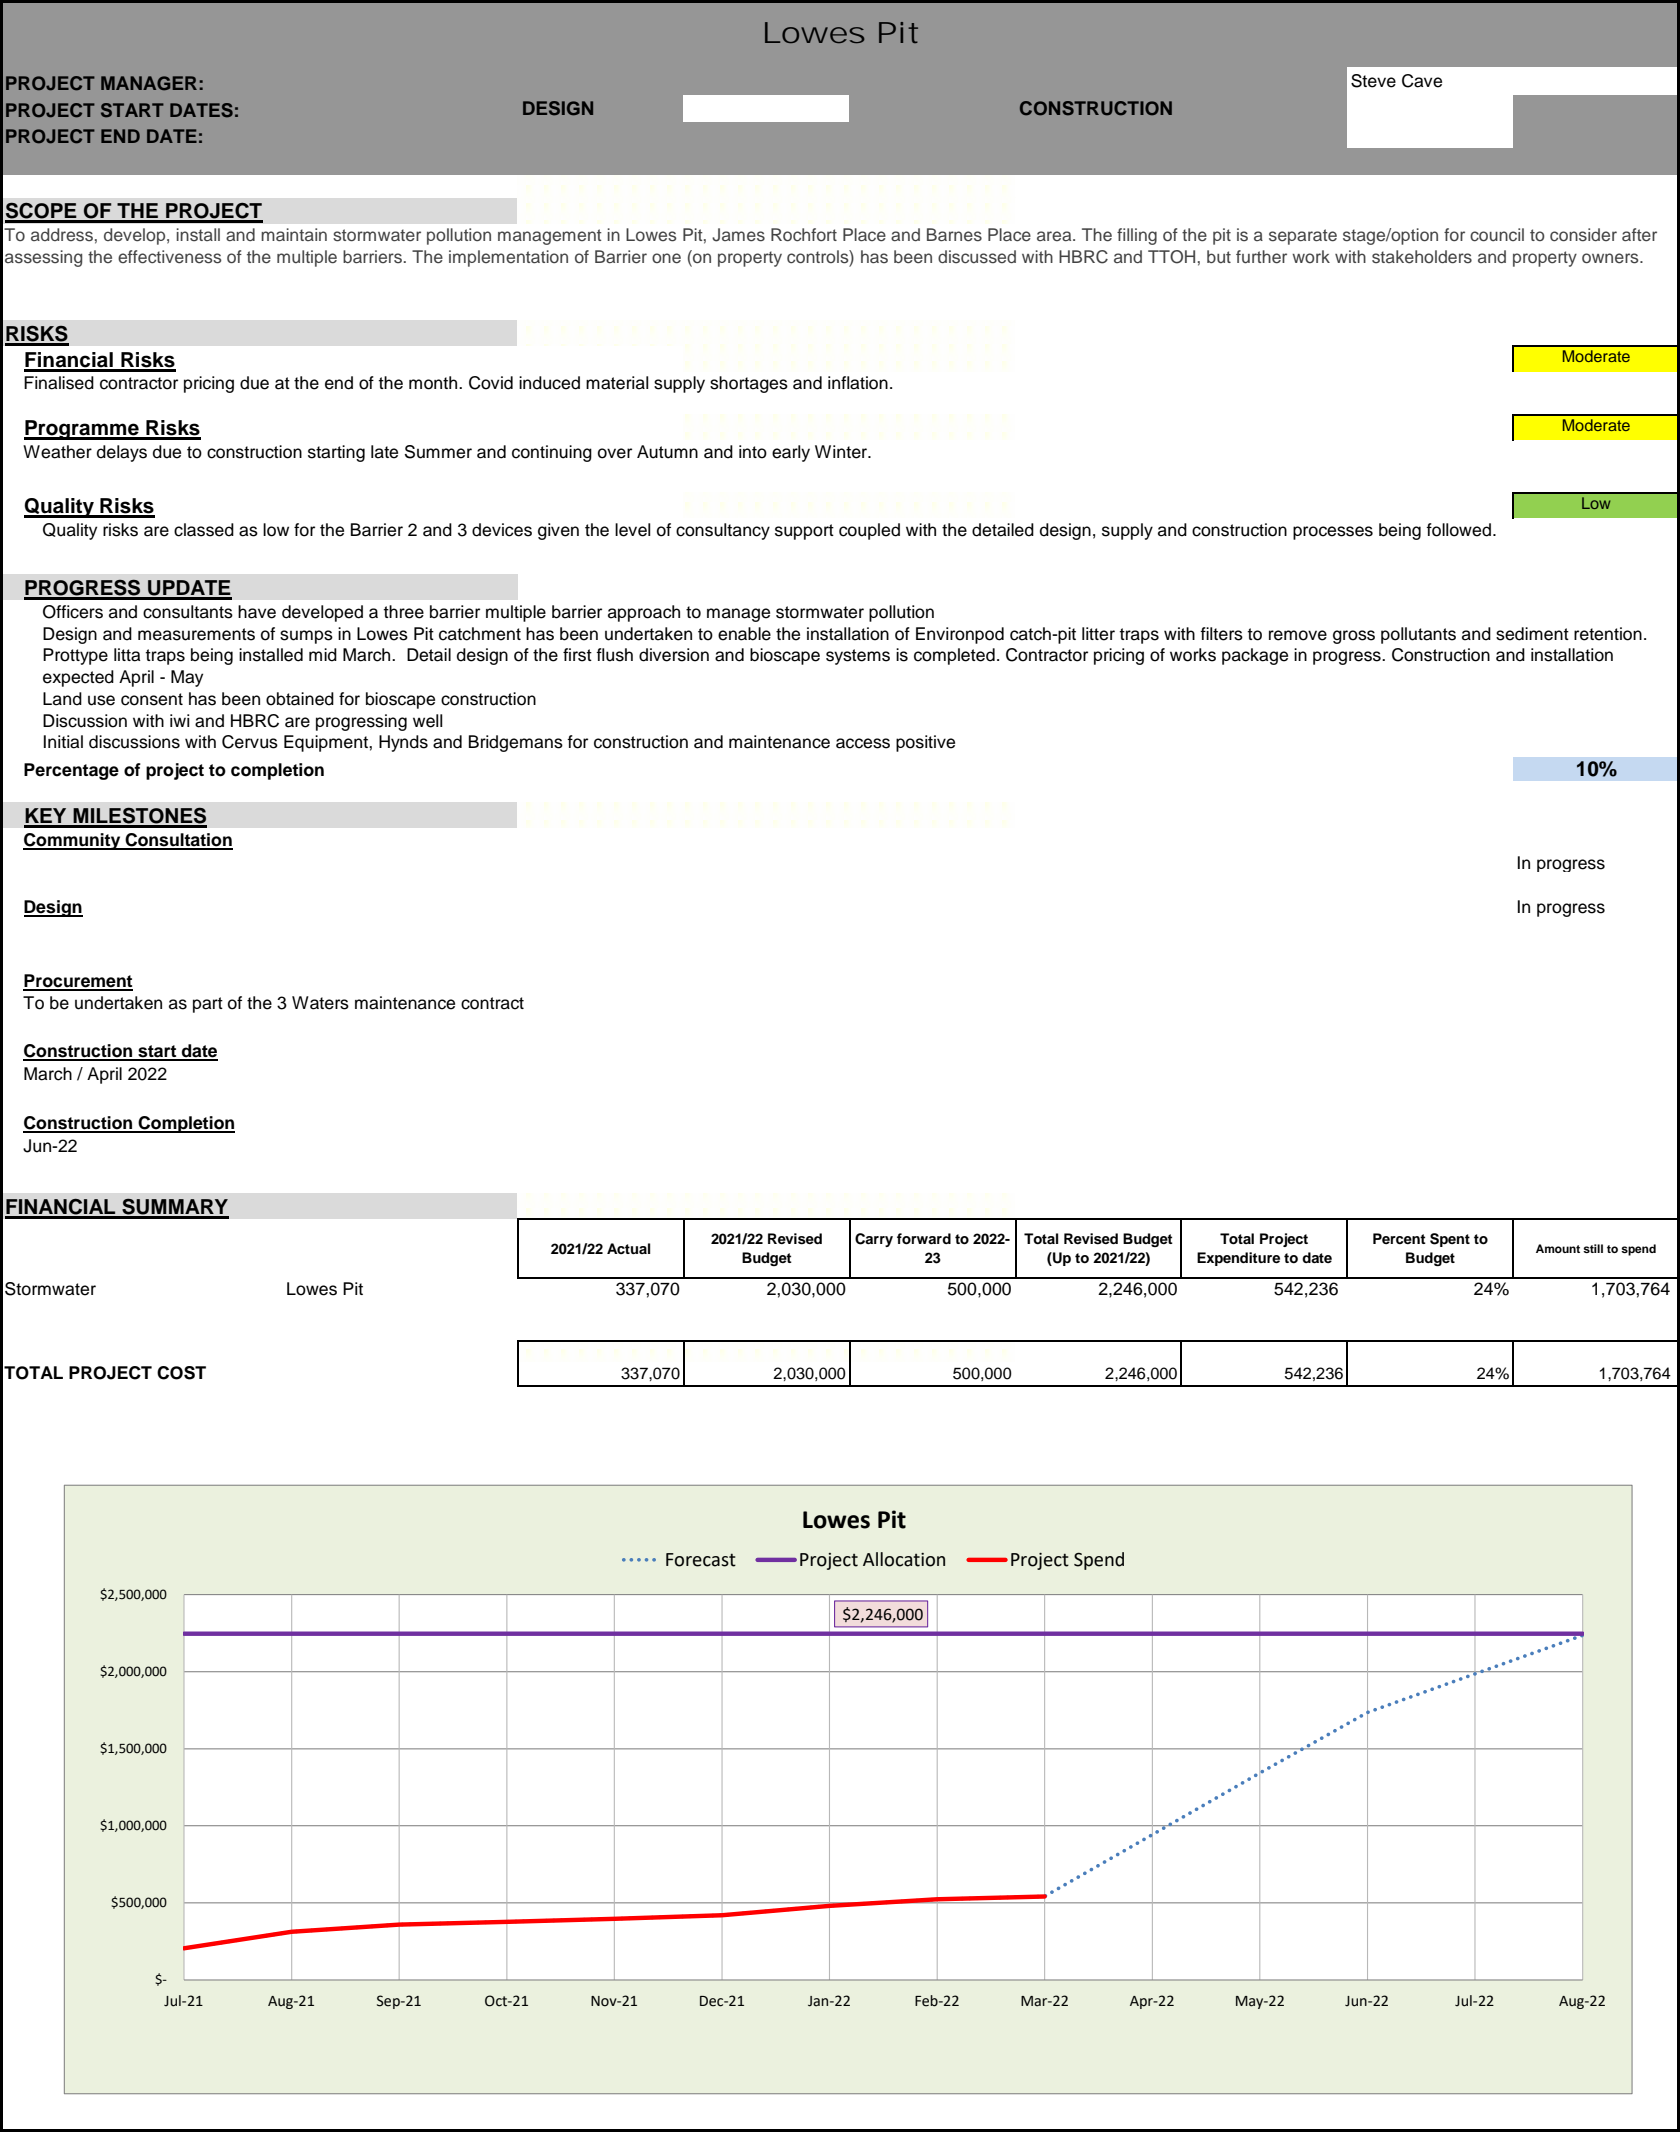 Lowes Pit
PROJECT MANAGER: Steve Cave
PROJECT START DATES: DESIGN CONSTRUCTION
PROJECT END DATE:
SCOPE OF THE PROJECT
To address, develop, install and maintain stormwater pollution management in Lowes Pit, James Rochfort Place and Barnes Place area. The filling of the pit is a separate stage/option for council to consider after
assessing the effectiveness of the multiple barriers. The implementation of Barrier one (on property controls) has been discussed with HBRC and TTOH, but further work with stakeholders and property owners.
RISKS
Financial Risks Moderate
Finalised contractor pricing due at the end of the month. Covid induced material supply shortages and inflation.
Programme Risks Moderate
Weather delays due to construction starting late Summer and continuing over Autumn and into early Winter.
Quality Risks Low
Quality risks are classed as low for the Barrier 2 and 3 devices given the level of consultancy support coupled with the detailed design, supply and construction processes being followed.
PROGRESS UPDATE
Officers and consultants have developed a three barrier multiple barrier approach to manage stormwater pollution
Design and measurements of sumps in Lowes Pit catchment has been undertaken to enable the installation of Environpod catch-pit litter traps with filters to remove gross pollutants and sediment retention.
Prottype litta traps being installed mid March.  Detail design of the first flush diversion and bioscape systems is completed. Contractor pricing of works package in progress. Construction and installation
expected April - May
Land use consent has been obtained for bioscape construction
Discussion with iwi and HBRC are progressing well
Initial discussions with Cervus Equipment, Hynds and Bridgemans for construction and maintenance access positive
Percentage of project to completion 10%
KEY MILESTONES
Community Consultation
In progress
Design In progress
Procurement
To be undertaken as part of the 3 Waters maintenance contract
Construction start date
March / April 2022
Construction Completion
Jun-22
FINANCIAL SUMMARY
2021/22 Actual 2021/22 Revised Budget Carry forward to 2022-23 Total Revised Budget (Up to 2021/22) Total Project Expenditure to date Percent Spent to Budget Amount still to spend
Stormwater Lowes Pit 337,070 2,030,000 500,000 2,246,000 542,236 24% 1,703,764
TOTAL PROJECT COST 337,070 2,030,000 500,000 2,246,000 542,236 24% 1,703,764
Lowes Pit
Forecast Project Allocation Project Spend
$2,500,000
$2,246,000
$2,000,000
$1,500,000
$1,000,000
$500,000
$-
Jul-21 Aug-21 Sep-21 Oct-21 Nov-21 Dec-21 Jan-22 Feb-22 Mar-22 Apr-22 May-22 Jun-22 Jul-22 Aug-22